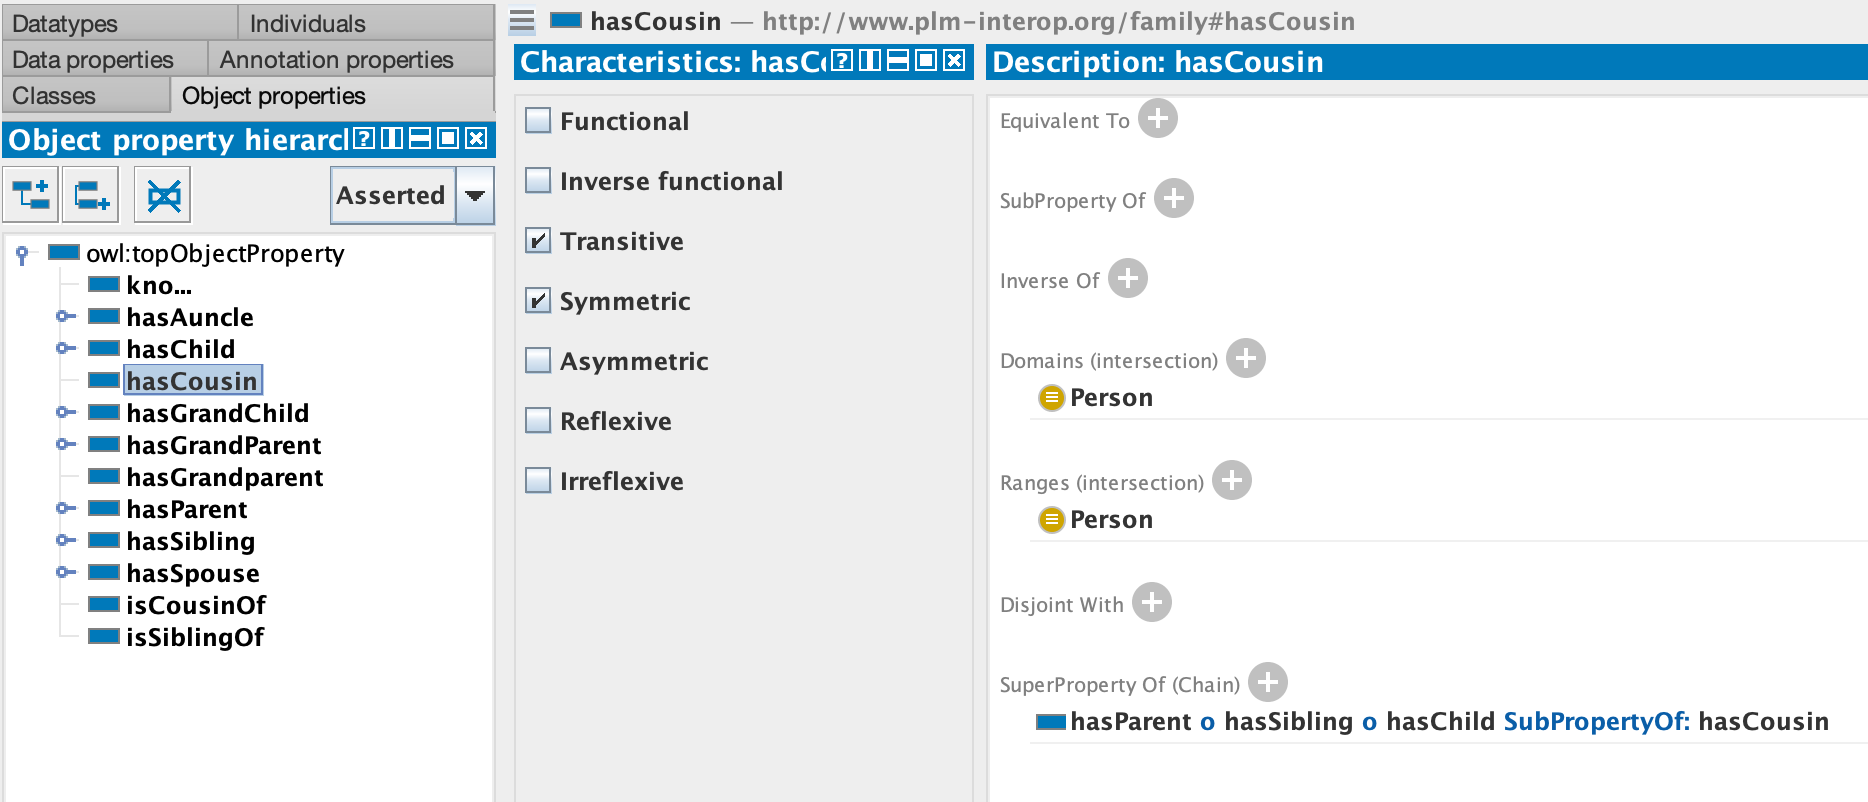 Datatypes
Individuals
Data properties
Annotation properties
Classes
Object properties
Object property hierarcl
Asserted
owl:topObjectProperty
kno...
hasAuncle
hasChild
hasCousin
hasGrandChild
hasGrandParent
hasGrandparent
hasParent
hasSibling
hasSpouse
isCousinOf
isSiblingOf
hasCousin — http://www.plm-interop.org/family#hasCousin
Characteristics: hasCo
Functional
Inverse functional
Transitive
Symmetric
Asymmetric
Reflexive
Irreflexive
Description: hasCousin
Equivalent To
SubProperty Of
Inverse Of
Domains (intersection)
Person
Ranges (intersection)
Person
Disjoint With
SuperProperty Of (Chain)
hasParent o hasSibling o hasChild SubPropertyOf: hasCousin